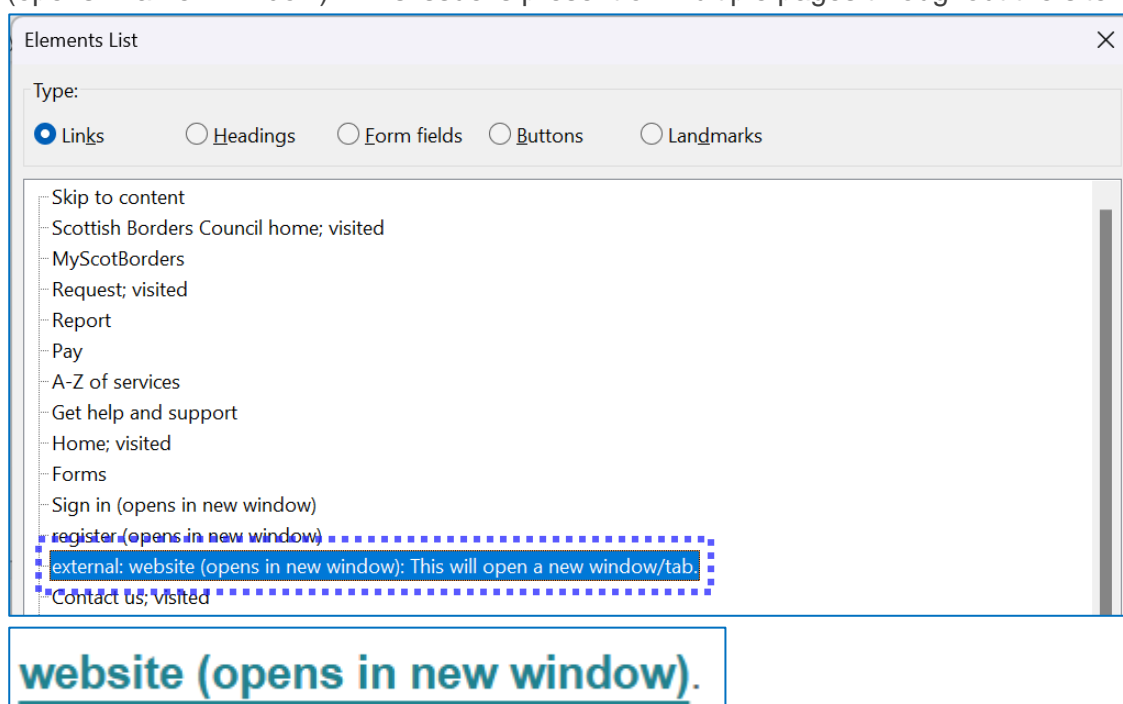 Elements List
Type:
Links Headings Form fields Buttons Landmarks
Skip to content
Scottish Borders Council home; visited
MyScotBorders
Request; visited
Report
Pay
A-Z of services
Get help and support
Home; visited
Forms
Sign in (opens in new window)
register (opens in new window)
external: website (opens in new window): This will open a new window/tab.
Contact us; visited
website (opens in new window).